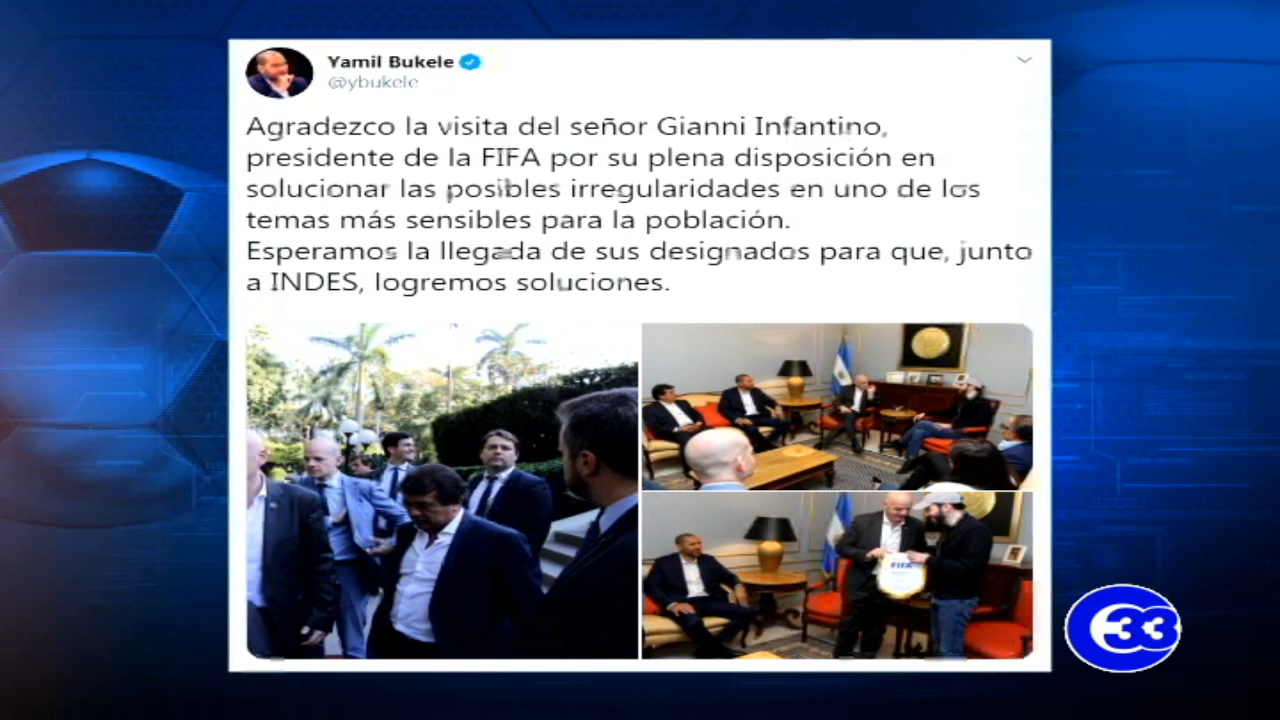 Yamil Bukele
@ybukele
Agradezco la visita del señor Gianni Infantino,
presidente de la FIFA por su plena disposición en
solucionar las posibles irregularidades en uno de los
temas más sensibles para la población.
Esperamos la llegada de sus designados para que, junto
a INDES, logremos soluciones.
FIFA
33